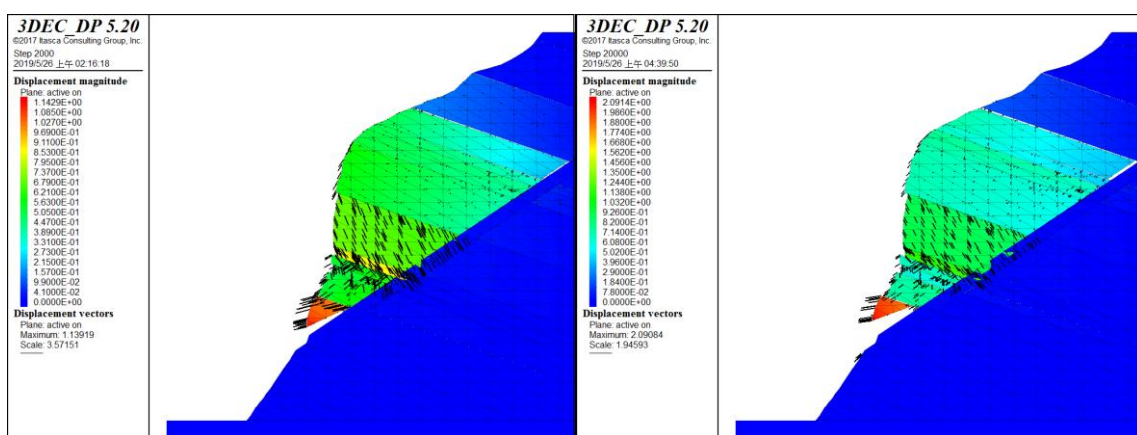 3DEC_DP 5.20
©2017 Itasca Consulting Group, Inc.
Step 2000
2019/5/26 上午 02:16:18
Displacement magnitude
Plane: active on
1.1429E+00
1.0850E+00
1.0270E+00
9.6900E-01
9.1100E-01
8.5300E-01
7.9500E-01
7.3700E-01
6.7900E-01
6.2100E-01
5.6300E-01
5.0500E-01
4.4700E-01
3.8900E-01
3.3100E-01
2.7300E-01
2.1500E-01
1.5700E-01
9.9000E-02
4.1000E-02
0.0000E+00
Displacement vectors
Plane: active on
Maximum: 1.13919
Scale: 3.57151
3DEC_DP 5.20
©2017 Itasca Consulting Group, Inc.
Step 20000
2019/5/26 上午 04:39:50
Displacement magnitude
Plane: active on
2.0914E+00
1.9860E+00
1.8800E+00
1.7740E+00
1.6680E+00
1.5620E+00
1.4560E+00
1.3500E+00
1.2440E+00
1.1380E+00
1.0320E+00
9.2600E-01
8.2000E-01
7.1400E-01
6.0800E-01
5.0200E-01
3.9600E-01
2.9000E-01
1.8400E-01
7.8000E-02
0.0000E+00
Displacement vectors
Plane: active on
Maximum: 2.09084
Scale: 1.94593